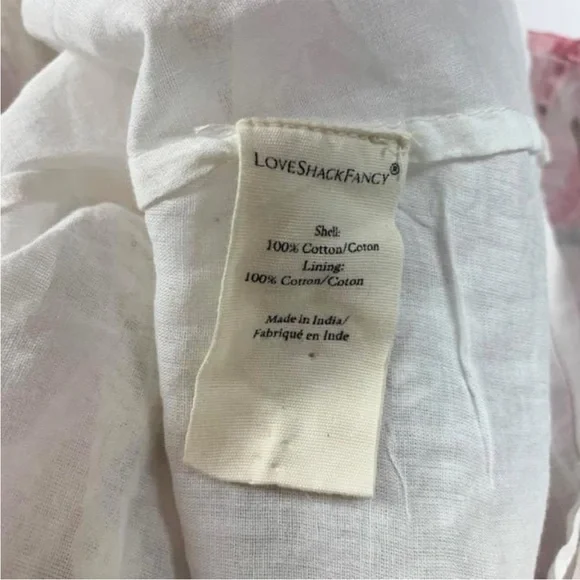 LOVESHACKFANCY®
Shell:
100% Cotton/Coton
Lining:
100% Cotton/Coton
Made in India/
Fabriqué en Inde